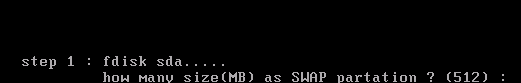 step 1 : fdisk sda.....
how many size(MB) as SWAP partation ? (512) :